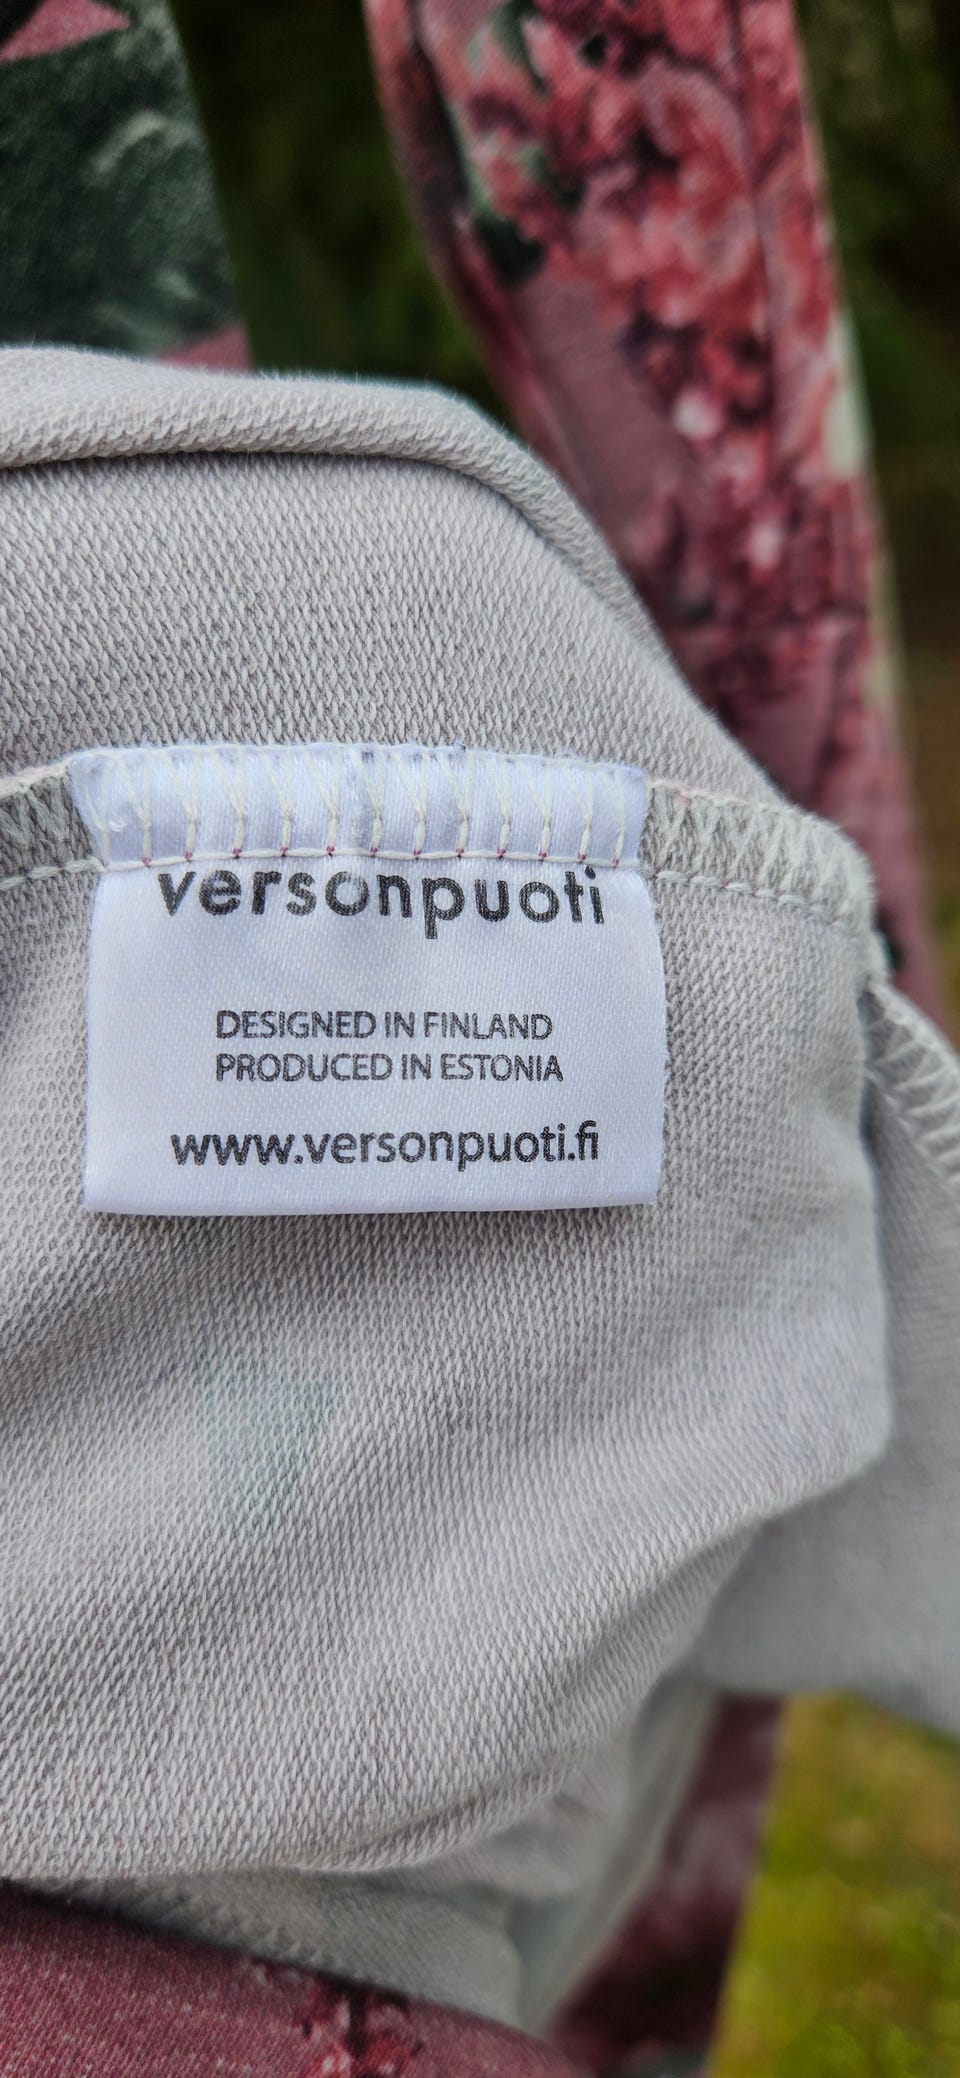 versonpuoti
DESIGNED IN FINLAND
PRODUCED IN ESTONIA
www.versonpuoti.fi